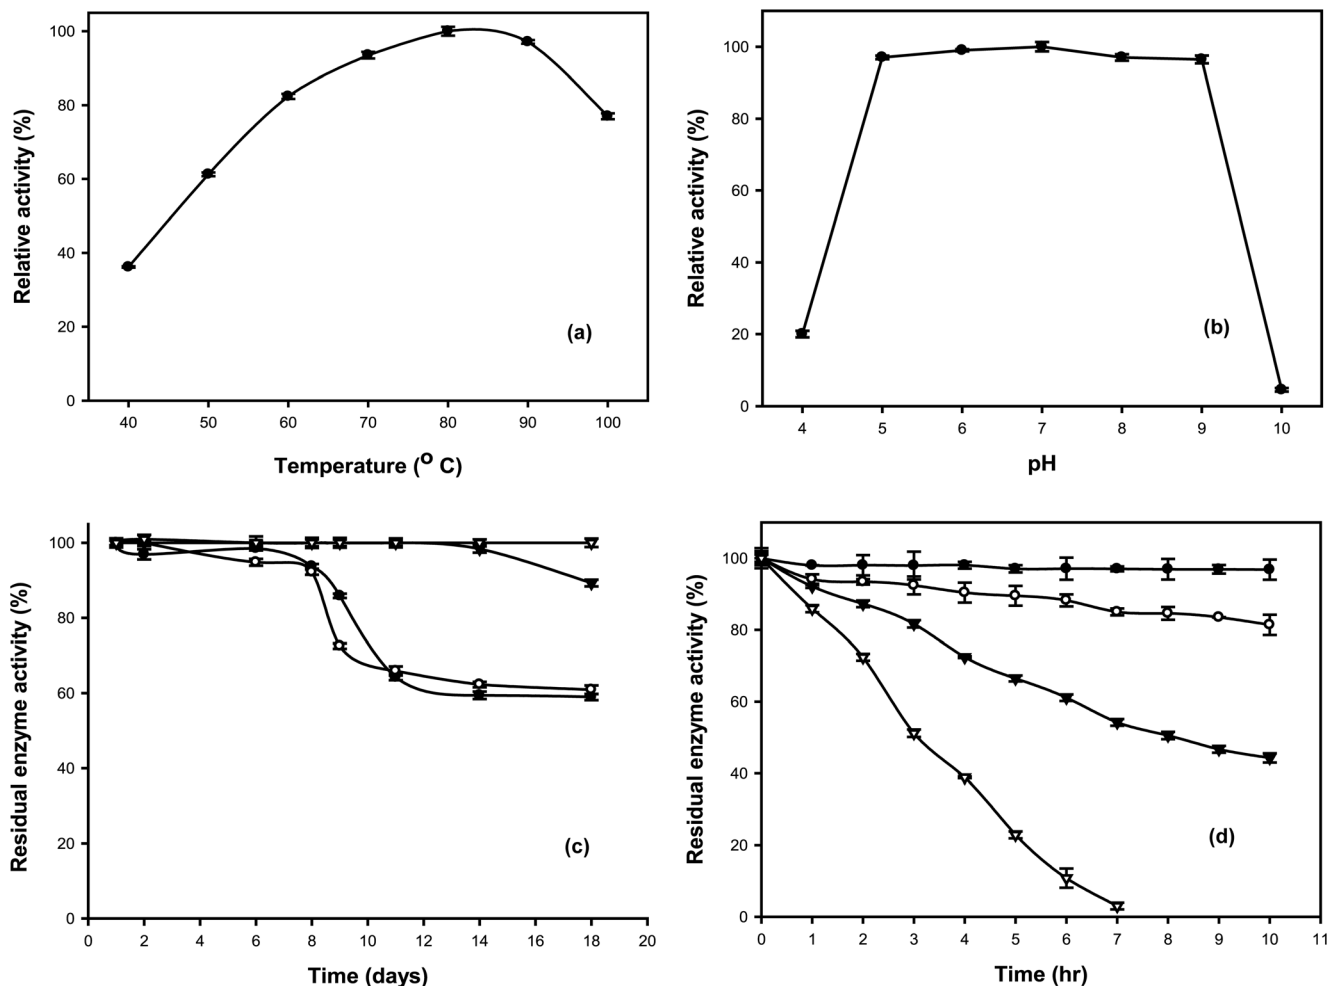 Relative activity (%)
100
80
60
40
20
0
(a)
40 50 60 70 80 90 100
Temperature (o C)
Relative activity (%)
100
80
60
40
20
0
(b)
4 5 6 7 8 9 10
pH
Residual enzyme activity (%)
100
80
60
40
20
0
(c)
0 2 4 6 8 10 12 14 16 18 20
Time (days)
Residual enzyme activity (%)
100
80
60
40
20
0
(d)
0 1 2 3 4 5 6 7 8 9 10 11
Time (hr)